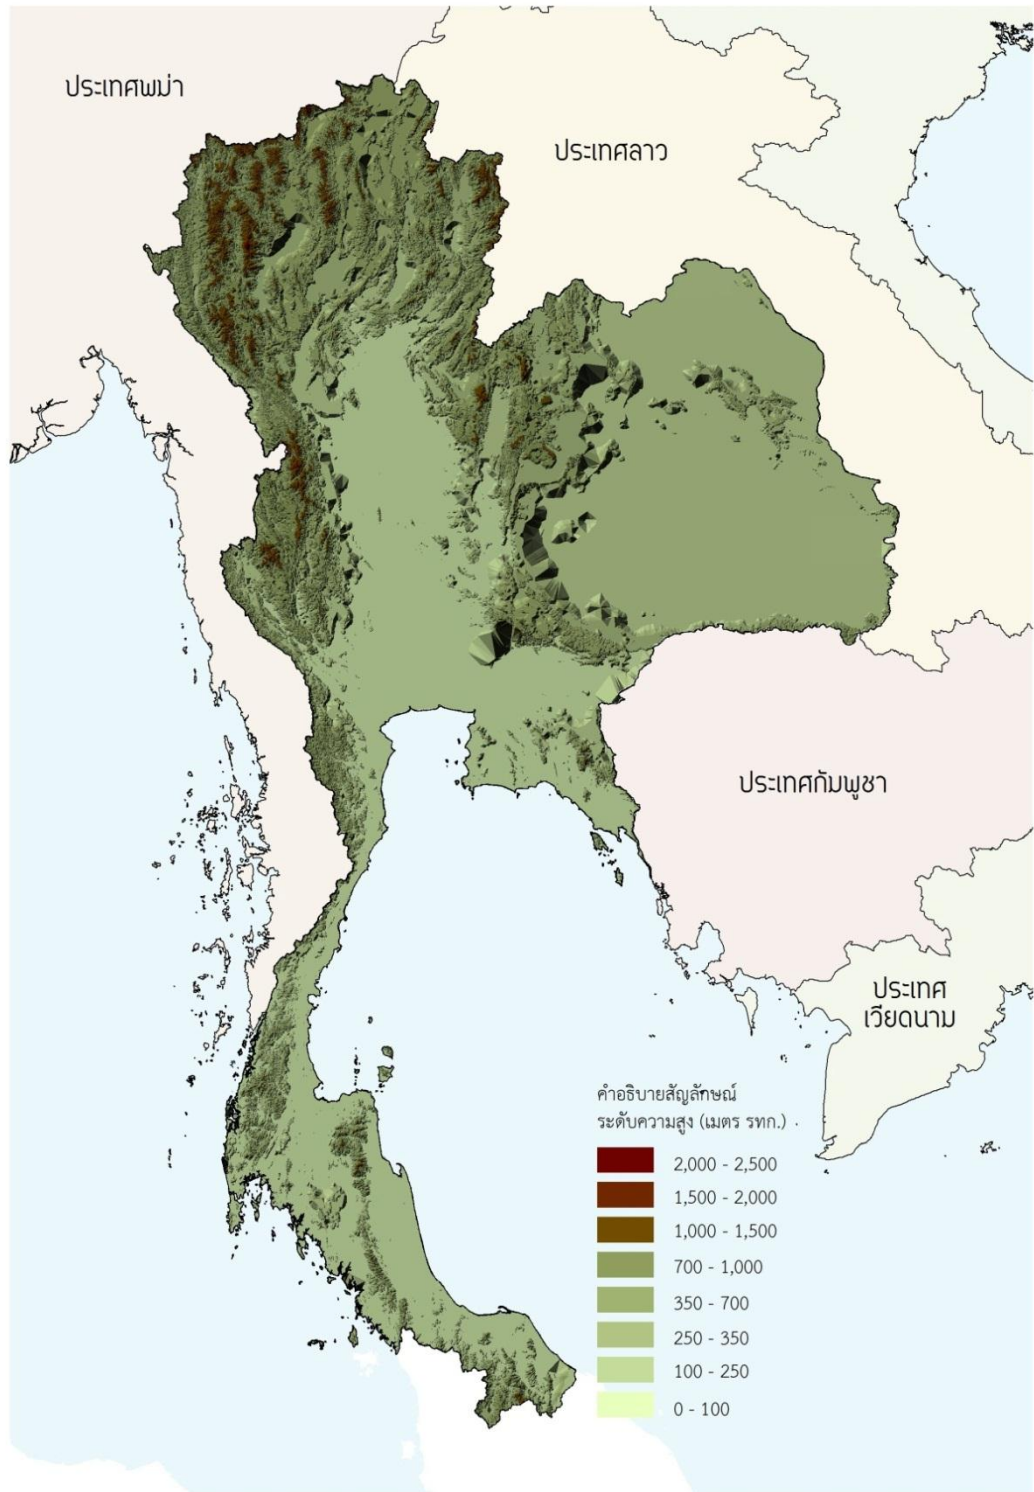 ประเทศพม่า
ประเทศลาว
ประเทศกัมพูชา
ประเทศ
เวียดนาม
คำอธิบายสัญลักษณ์
ระดับความสูง (เมตร รทก.)
2,000 - 2,500
1,500 - 2,000
1,000 - 1,500
700 - 1,000
350 - 700
250 - 350
100 - 250
0 - 100